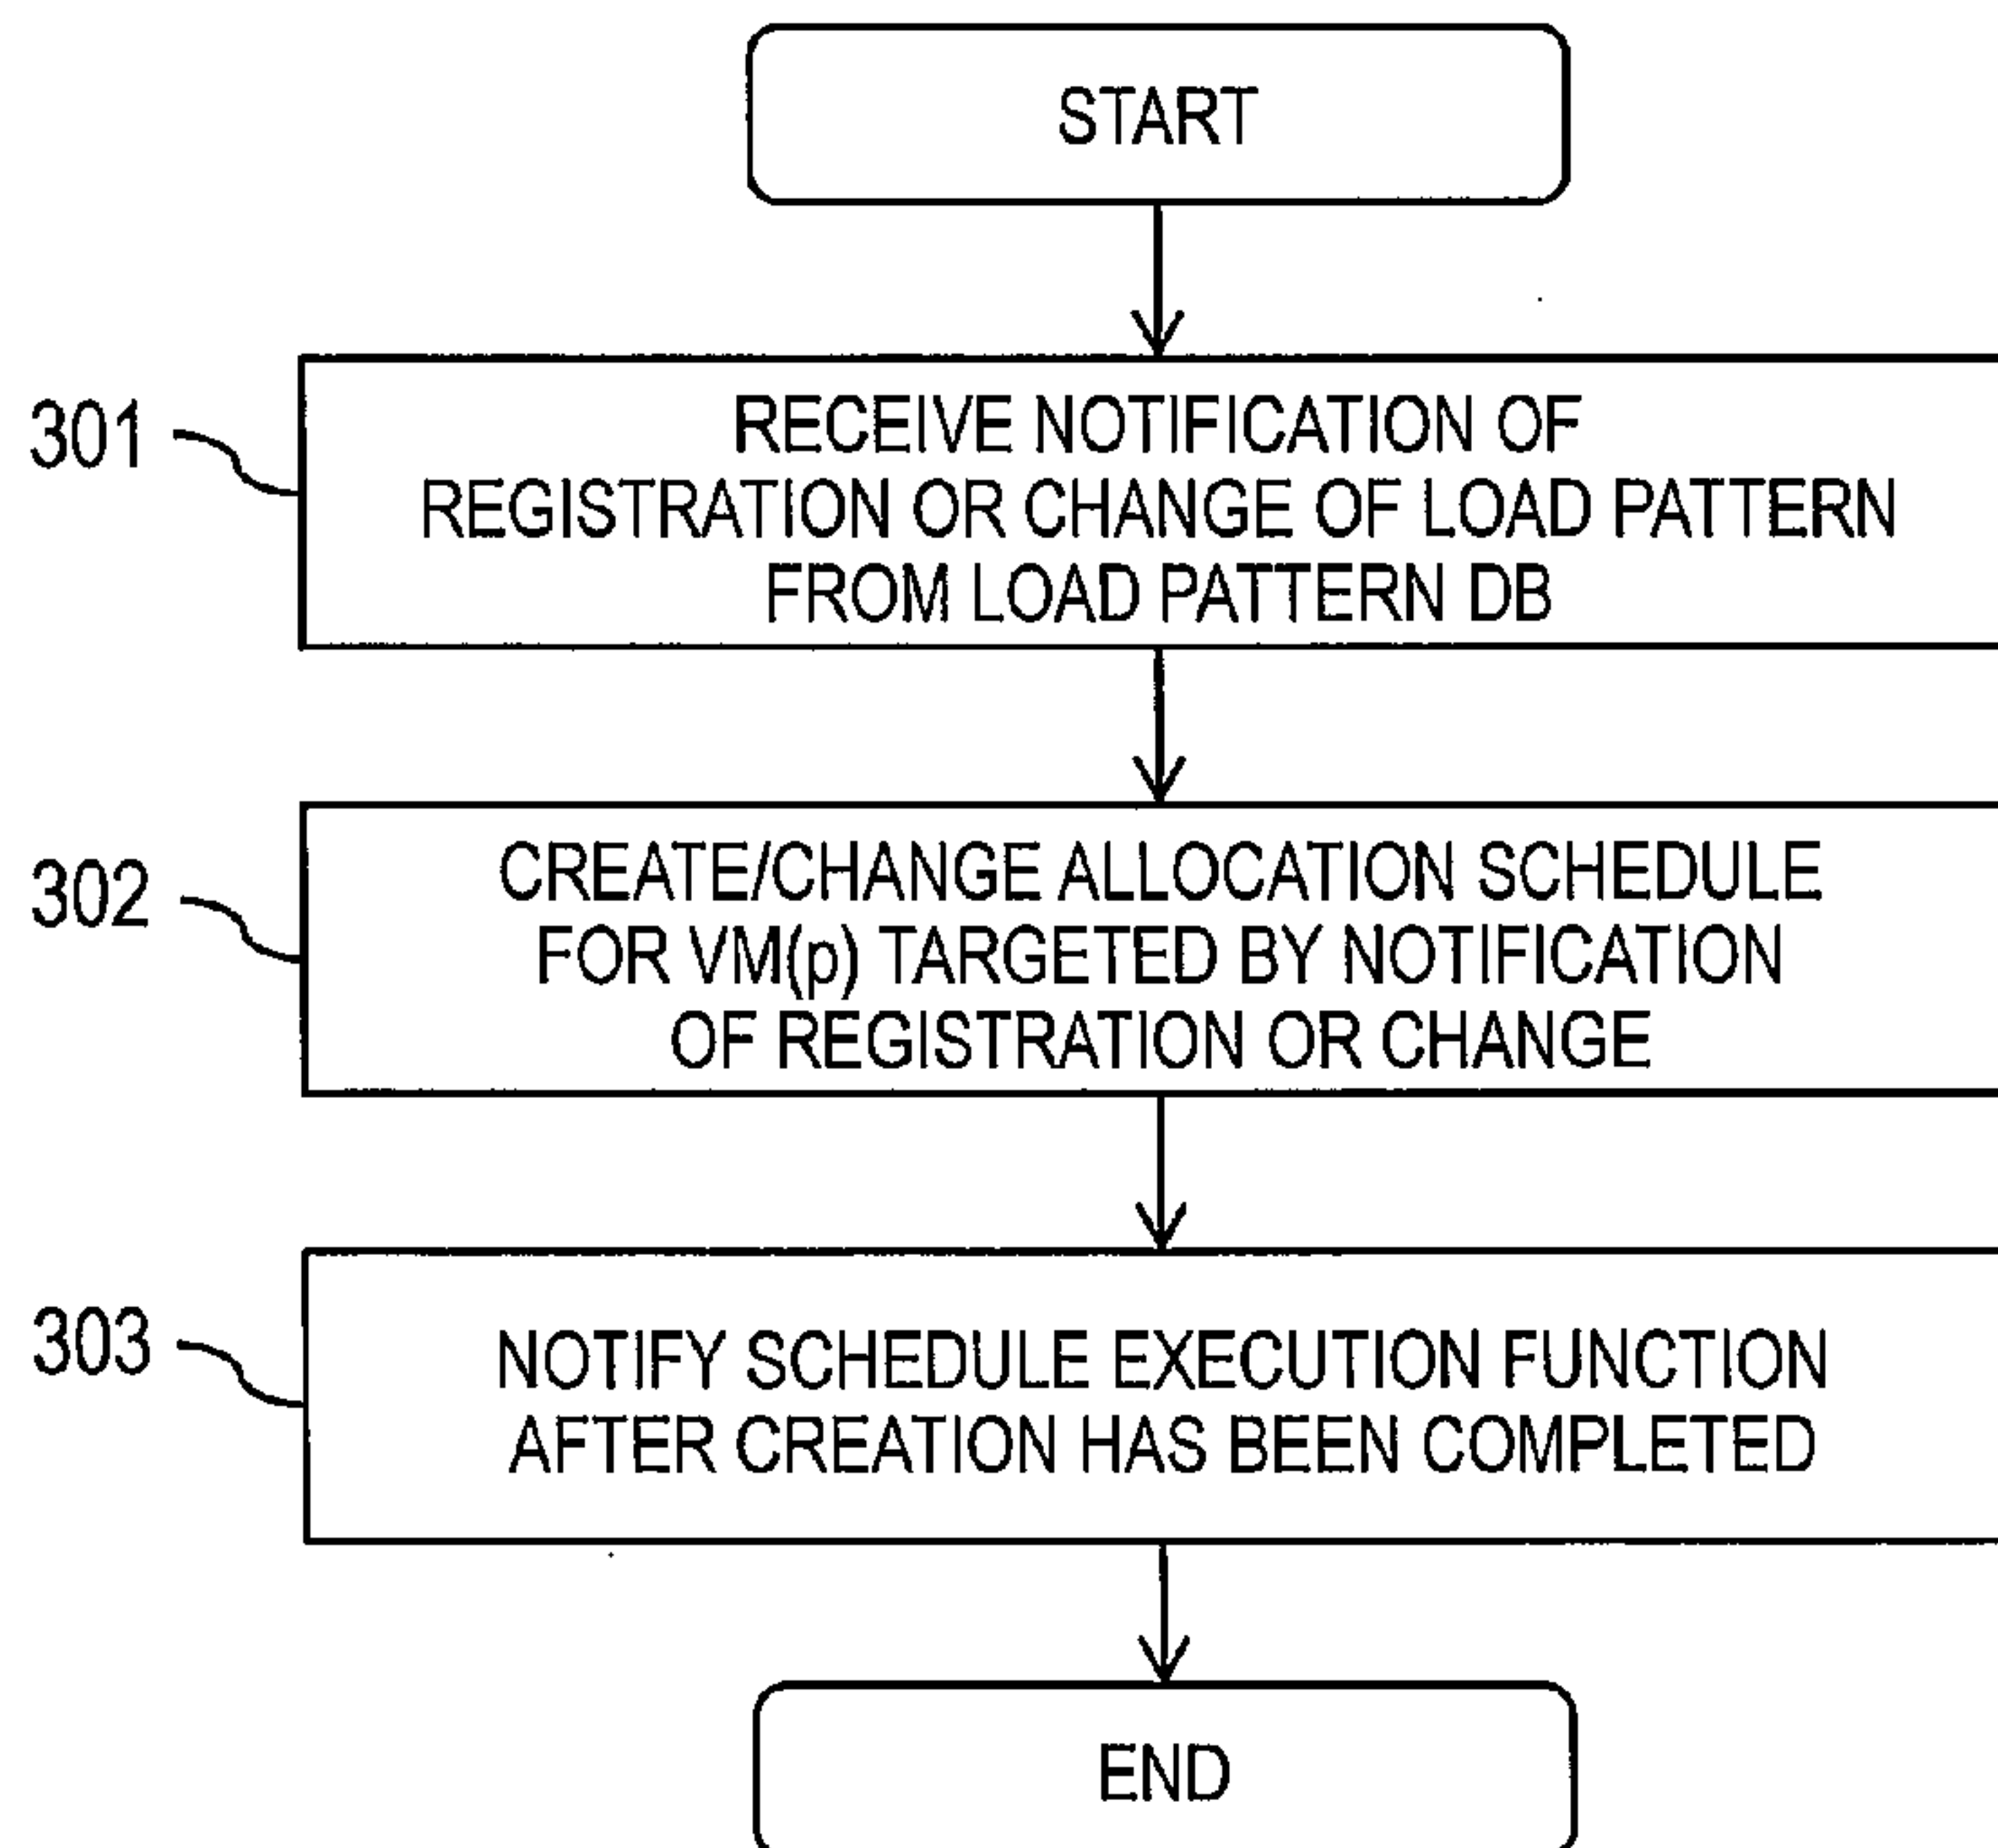 START
301
RECEIVE NOTIFICATION OF
REGISTRATION OR CHANGE OF LOAD PATTERN
FROM LOAD PATTERN DB
302
CREATE/CHANGE ALLOCATION SCHEDULE
FOR VM(p) TARGETED BY NOTIFICATION
OF REGISTRATION OR CHANGE
303
NOTIFY SCHEDULE EXECUTION FUNCTION
AFTER CREATION HAS BEEN COMPLETED
END